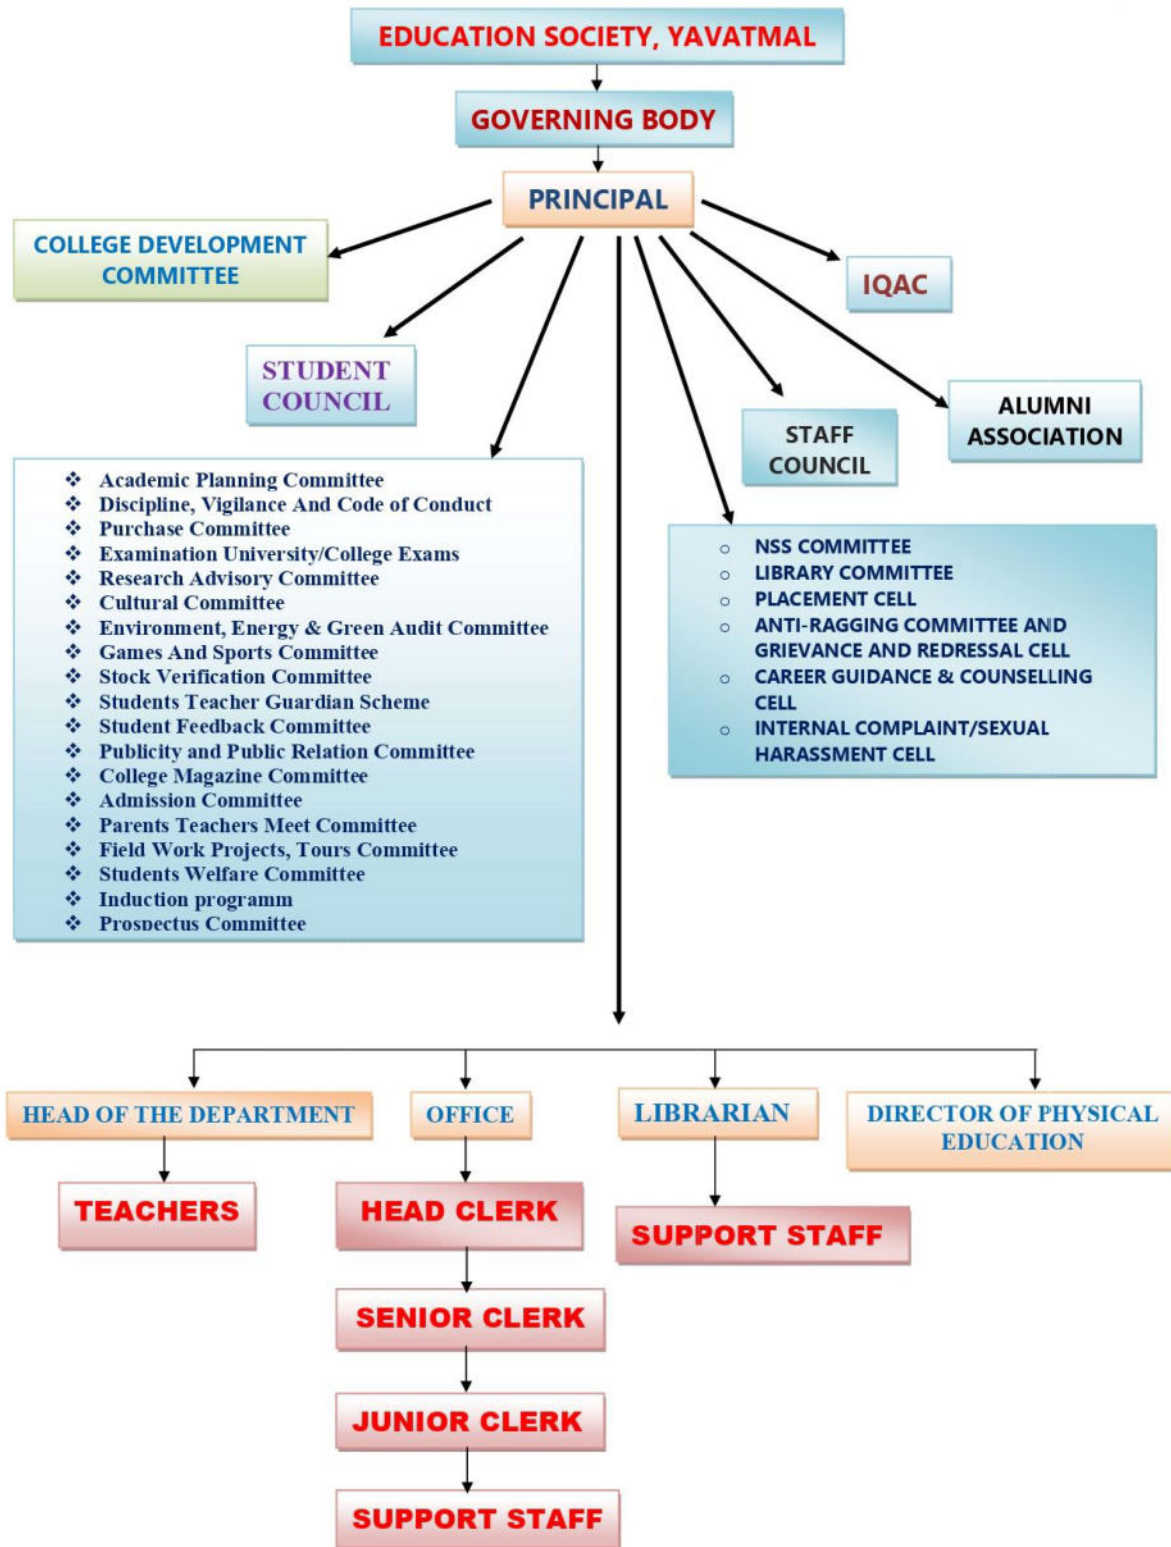 EDUCATION SOCIETY, YAVATMAL
GOVERNING BODY
PRINCIPAL
COLLEGE DEVELOPMENT
COMMITTEE
IQAC
STUDENT
COUNCIL
ALUMNI
ASSOCIATION
STAFF
COUNCIL
❖ Academic Planning Committee
❖ Discipline, Vigilance And Code of Conduct
❖ Purchase Committee
❖ Examination University/College Exams
❖ Research Advisory Committee
❖ Cultural Committee
❖ Environment, Energy & Green Audit Committee
❖ Games And Sports Committee
❖ Stock Verification Committee
❖ Students Teacher Guardian Scheme
❖ Student Feedback Committee
❖ Publicity and Public Relation Committee
❖ College Magazine Committee
❖ Admission Committee
❖ Parents Teachers Meet Committee
❖ Field Work Projects, Tours Committee
❖ Students Welfare Committee
❖ Induction programm
❖ Prospectus Committee
○ NSS COMMITTEE
○ LIBRARY COMMITTEE
○ PLACEMENT CELL
○ ANTI-RAGGING COMMITTEE AND
GRIEVANCE AND REDRESSAL CELL
○ CAREER GUIDANCE & COUNSELLING
CELL
○ INTERNAL COMPLAINT/SEXUAL
HARASSMENT CELL
HEAD OF THE DEPARTMENT
OFFICE
LIBRARIAN
DIRECTOR OF PHYSICAL
EDUCATION
TEACHERS
HEAD CLERK
SUPPORT STAFF
SENIOR CLERK
JUNIOR CLERK
SUPPORT STAFF